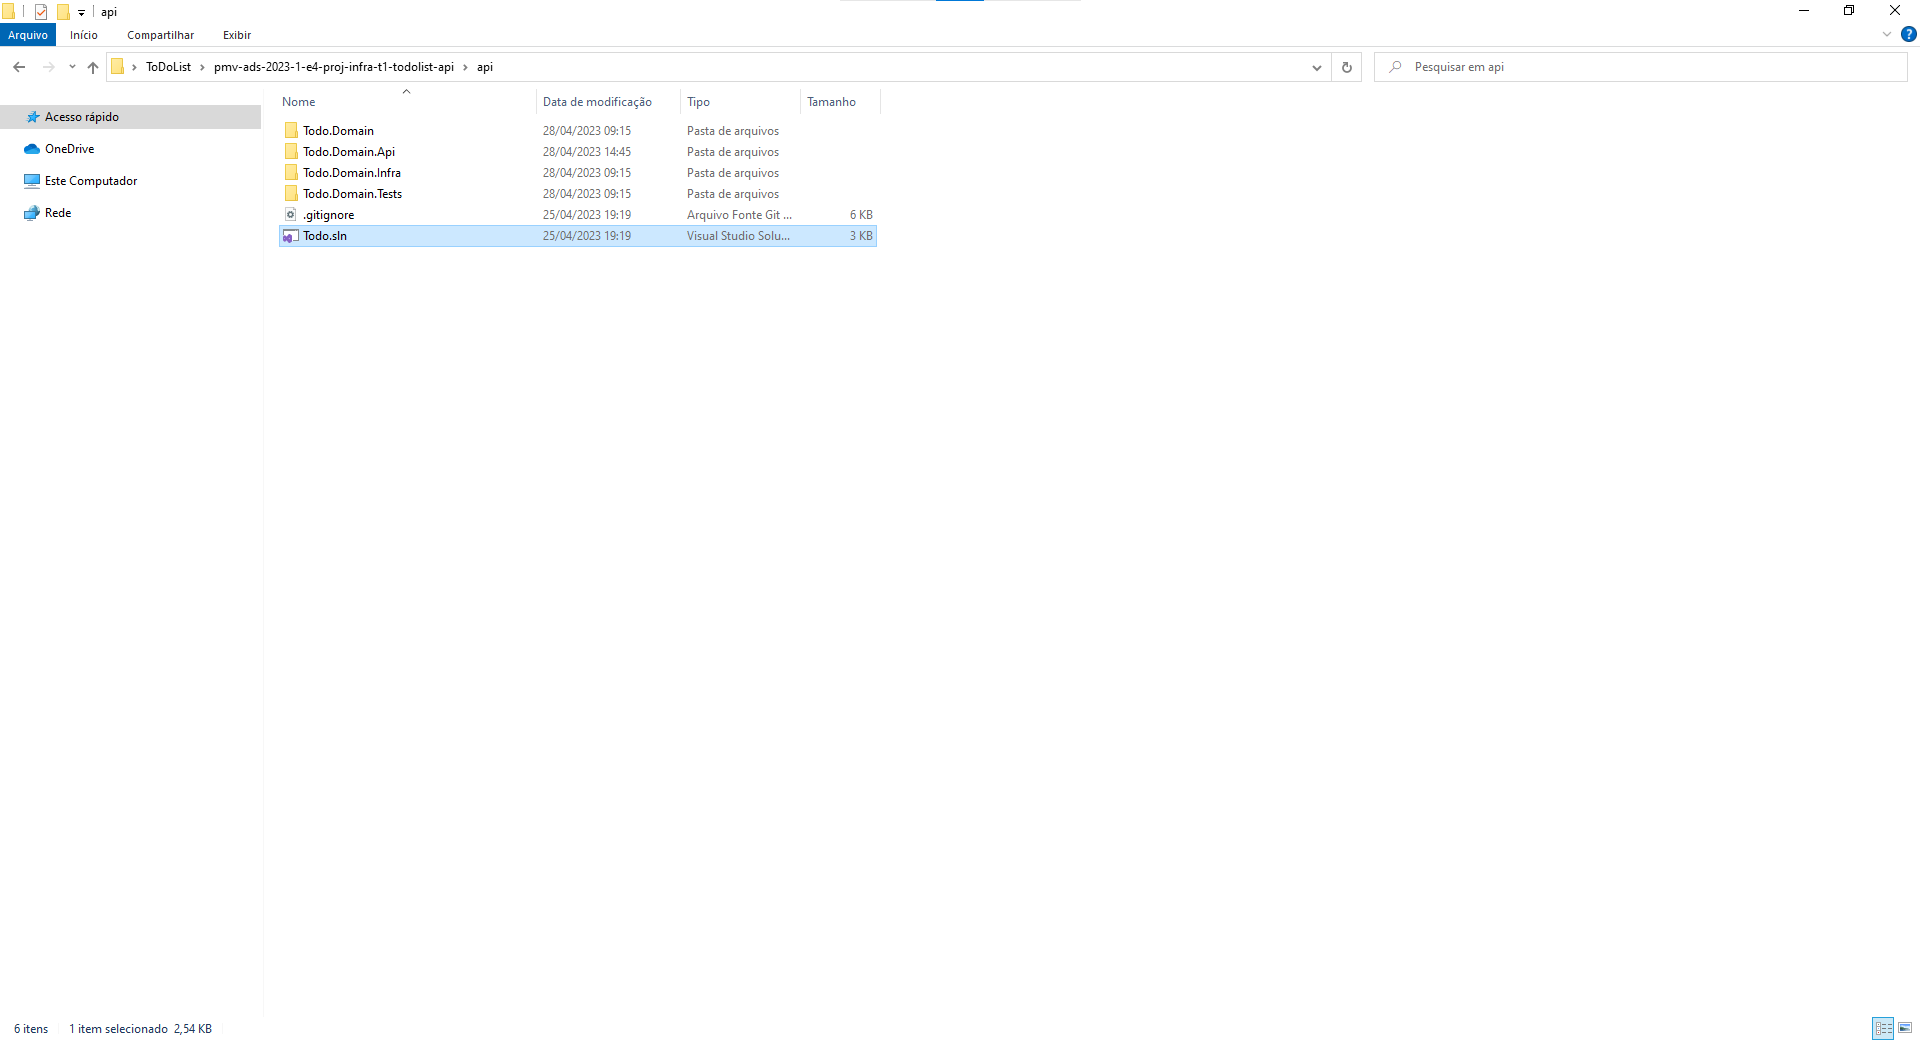 api
Arquivo Início Compartilhar Exibir ?
ToDoList pmv-ads-2023-1-e4-proj-infra-t1-todolist-api api Pesquisar em api
Acesso rápido
OneDrive
Este Computador
Rede
Nome Data de modificação Tipo Tamanho
Todo.Domain 28/04/2023 09:15 Pasta de arquivos
Todo.Domain.Api 28/04/2023 14:45 Pasta de arquivos
Todo.Domain.Infra 28/04/2023 09:15 Pasta de arquivos
Todo.Domain.Tests 28/04/2023 09:15 Pasta de arquivos
.gitignore 25/04/2023 19:19 Arquivo Fonte Git ... 6 KB
Todo.sln 25/04/2023 19:19 Visual Studio Solu... 3 KB
6 itens 1 item selecionado 2,54 KB